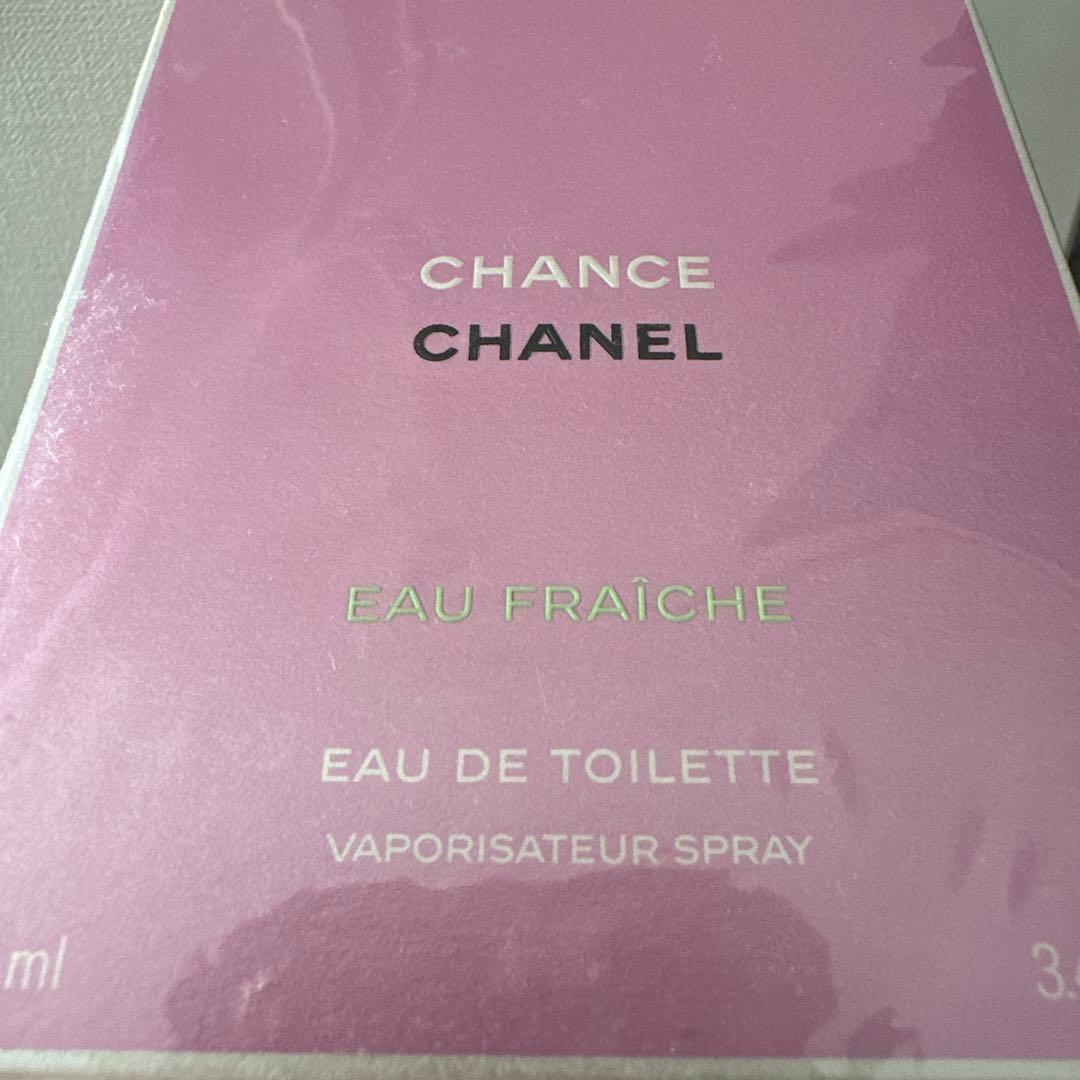 CHANCE
CHANEL
EAU FRAÎCHE
EAU DE TOILETTE
VAPORISATEUR SPRAY
ml